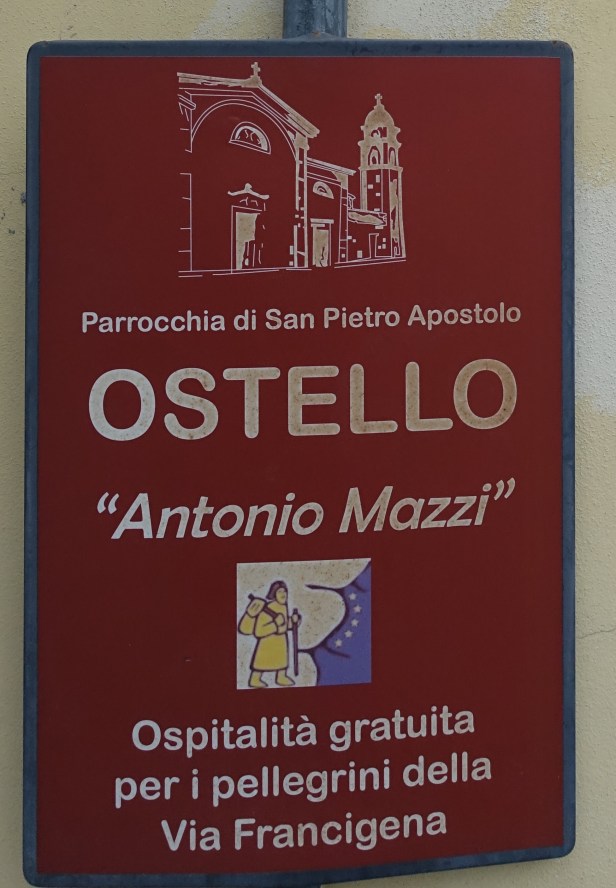 Parrocchia di San Pietro Apostolo
OSTELLO
“Antonio Mazzi”
Ospitalità gratuita
per i pellegrini della
Via Francigena